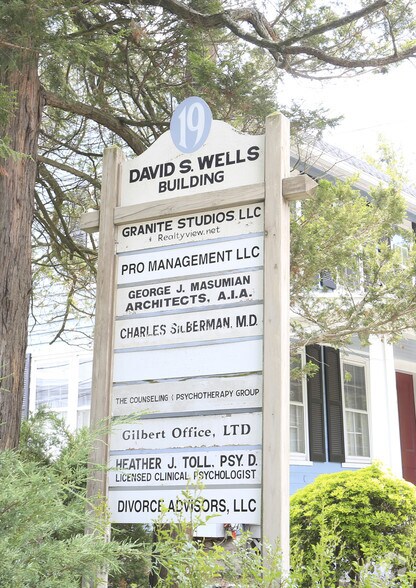 19
DAVID S. WELLS
BUILDING
GRANITE STUDIOS LLC
Realtyview.net
PRO MANAGEMENT LLC
GEORGE J. MASUMIAN
ARCHITECTS, A.I.A.
CHARLES SILBERMAN, M.D.
THE COUNSELING & PSYCHOTHERAPY GROUP
Gilbert Office, LTD
HEATHER J. TOLL, PSY. D.
LICENSED CLINICAL PSYCHOLOGIST
DIVORCE ADVISORS, LLC